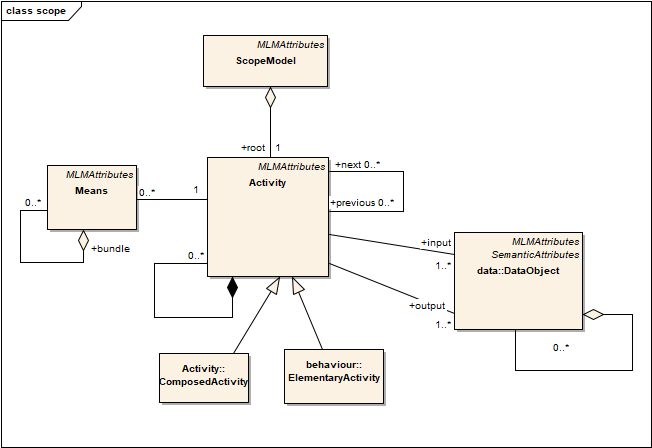 class scope
MLMAttributes
ScopeModel
+root 1
MLMAttributes
Activity
+next 0..*
+previous 0..*
MLMAttributes
Means
0..*
1
0..*
+bundle
0..*
+input
1..*
+output
1..*
MLMAttributes
SemanticAttributes
data::DataObject
0..*
Activity::
ComposedActivity
behaviour::
ElementaryActivity